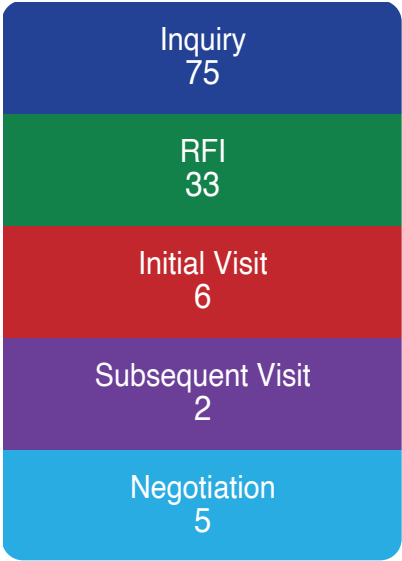 Inquiry
75
RFI
33
Initial Visit
6
Subsequent Visit
2
Negotiation
5